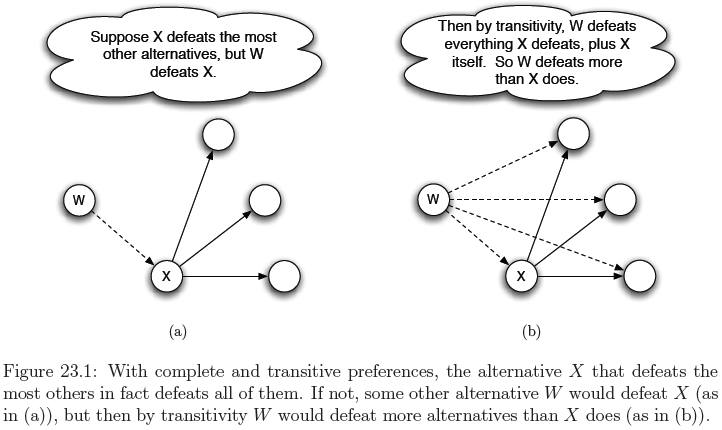 Suppose X defeats the most
other alternatives, but W
defeats X.
Then by transitivity, W defeats
everything X defeats, plus X
itself.  So W defeats more
than X does.
W
X
W
X
(a)
(b)
Figure 23.1: With complete and transitive preferences, the alternative X that defeats the
most others in fact defeats all of them. If not, some other alternative W would defeat X (as
in (a)), but then by transitivity W would defeat more alternatives than X does (as in (b)).